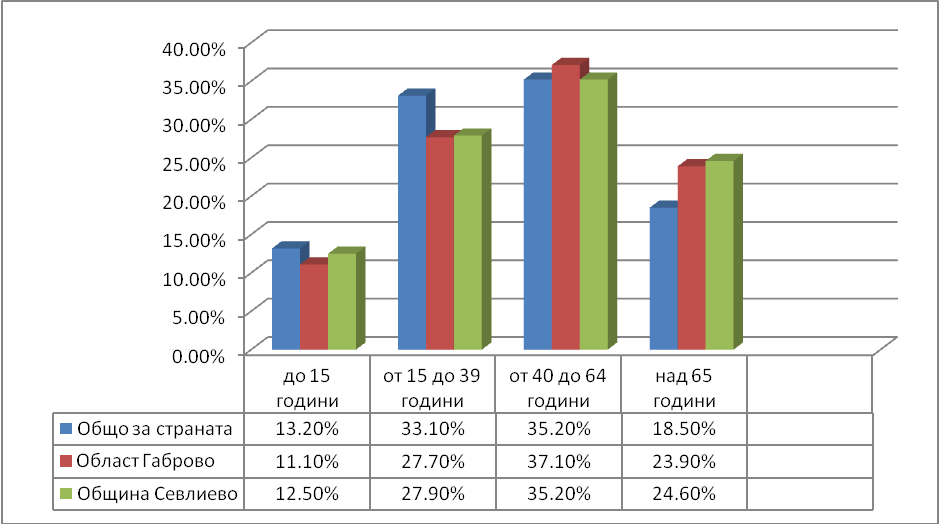 40.00%
35.00%
30.00%
25.00%
20.00%
15.00%
10.00%
5.00%
0.00%
до 15 години от 15 до 39 години от 40 до 64 години над 65 години
Общо за страната 13.20% 33.10% 35.20% 18.50%
Област Габрово 11.10% 27.70% 37.10% 23.90%
Община Севлиево 12.50% 27.90% 35.20% 24.60%